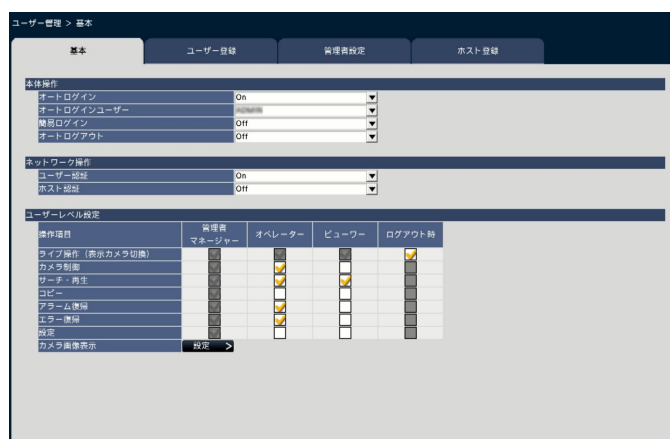 ユーザー管理 > 基本
基本 ユーザー登録 管理者設定 ホスト登録
本体操作
オートログイン On
オートログインユーザー
簡易ログイン Off
オートログアウト Off
ネットワーク操作
ユーザー認証 On
ホスト認証 Off
ユーザーレベル設定
操作項目 管理者 マネージャー オペレーター ビューワー ログアウト時
ライブ操作（表示カメラ切換）
カメラ制御
サーチ・再生
コピー
アラーム復帰
エラー復帰
設定
カメラ画像表示 設定 >